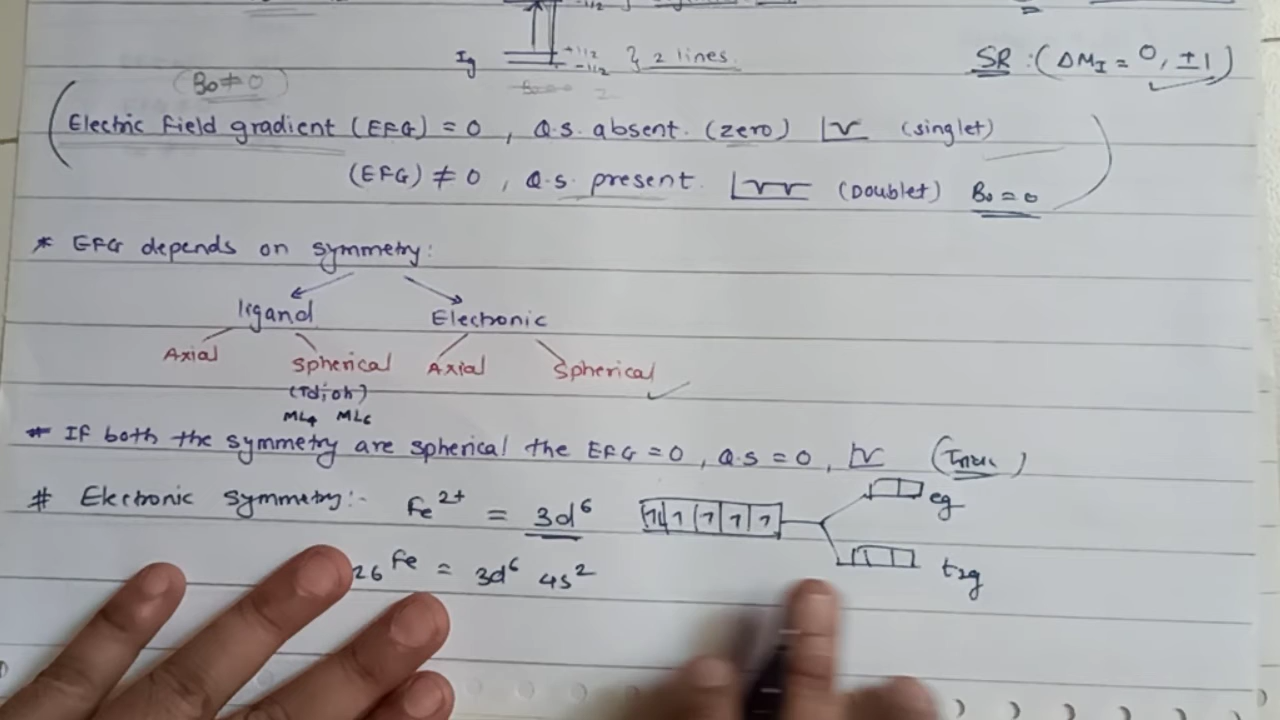 -1/2
Ig +1/2 -1/2 } 2 lines. SR : (ΔM_I = 0, ±1)
(B₀ ≠ 0)
Electric field gradient (EFG) = 0, Q.S. absent. (zero) (singlet)
(EFG) ≠ 0, Q.S. present. (Doublet) B₀ = 0
* EFG depends on symmetry:
ligand Electronic
Axial Spherical Axial Spherical
(Td, Oh)
ML₄ ML₆
* If both the symmetry are spherical the EFG = 0, Q.S = 0,
# Electronic symmetry:- Fe²⁺ = 3d⁶ eg
₂₆Fe = 3d⁶ 4s² t₂g